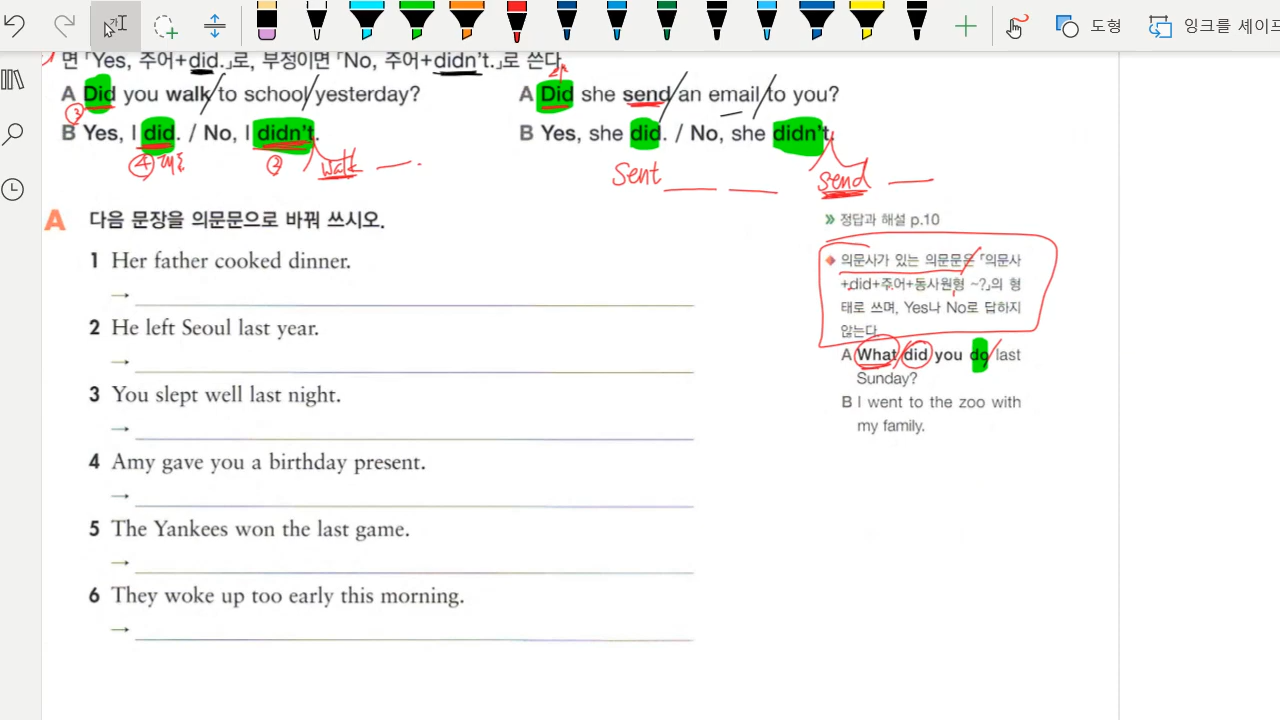 도형
잉크를 셰이프
면 「Yes, 주어+did.」로, 부정이면 「No, 주어+didn't.」로 쓴다
A Did you walk to school yesterday?
③
B Yes, I did. / No, I didn't.
④ ② walk
A Did she send an email to you?
B Yes, she did. / No, she didn't.
Sent send
A 다음 문장을 의문문으로 바꿔 쓰시오.
1 Her father cooked dinner.
→
2 He left Seoul last year.
→
3 You slept well last night.
→
4 Amy gave you a birthday present.
→
5 The Yankees won the last game.
→
6 They woke up too early this morning.
→
» 정답과 해설 p.10
의문사가 있는 의문문은 「의문사
+did+주어+동사원형 ~?」의 형
태로 쓰며, Yes나 No로 답하지
않는다.
A What did you do last
Sunday?
B I went to the zoo with
my family.